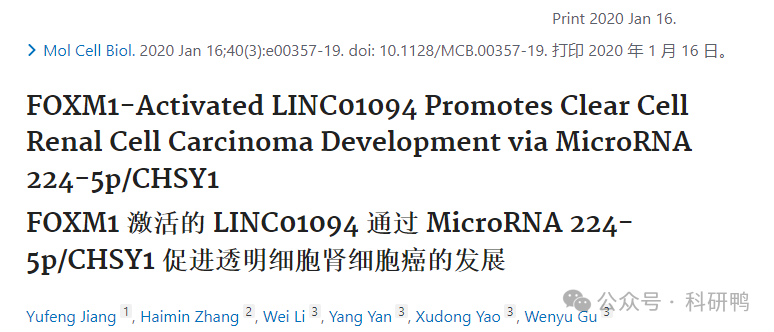 Print 2020 Jan 16.
Mol Cell Biol. 2020 Jan 16;40(3):e00357-19. doi: 10.1128/MCB.00357-19. 打印 2020 年 1 月 16 日。
FOXM1-Activated LINC01094 Promotes Clear Cell
Renal Cell Carcinoma Development via MicroRNA
224-5p/CHSY1
FOXM1 激活的 LINC01094 通过 MicroRNA 224-
5p/CHSY1 促进透明细胞肾细胞癌的发展
Yufeng Jiang 1, Haimin Zhang 2, Wei Li 3, Yang Yan 3, Xudong Yao 3, Wenyu Gu 3
公众号 · 科研鸭